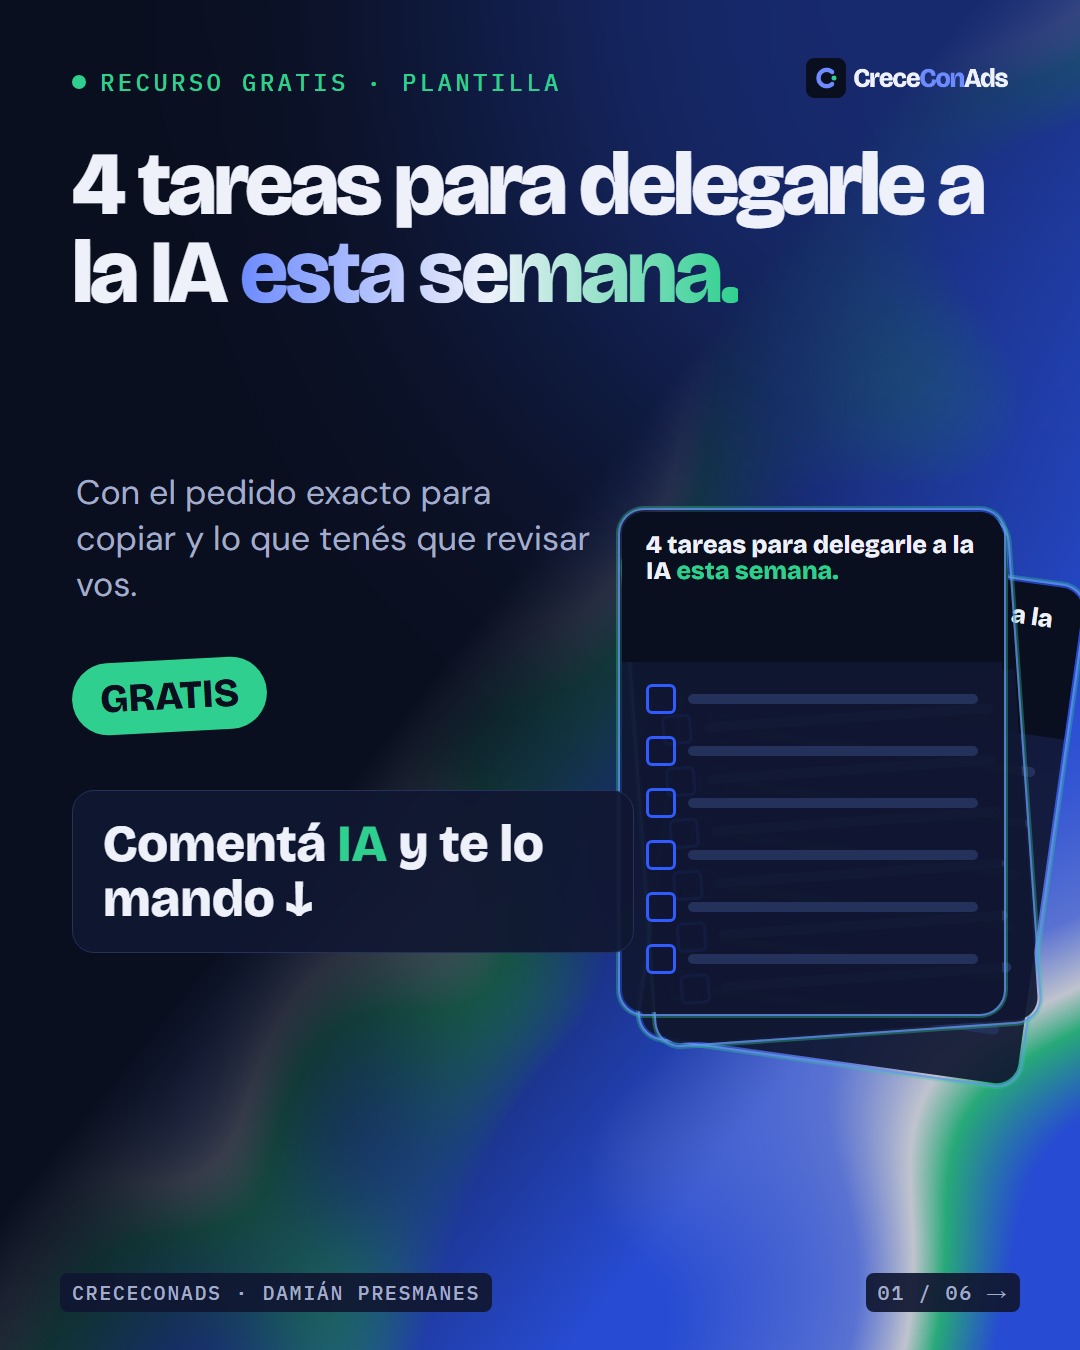 RECURSO GRATIS · PLANTILLA
CreceConAds
4 tareas para delegarle a
la IA esta semana.
Con el pedido exacto para
copiar y lo que tenés que revisar
vos.
GRATIS
Comentá IA y te lo
mando ↓
4 tareas para delegarle a la
IA esta semana.
a la
CRECECONADS · DAMIÁN PRESMANES
01 / 06 →